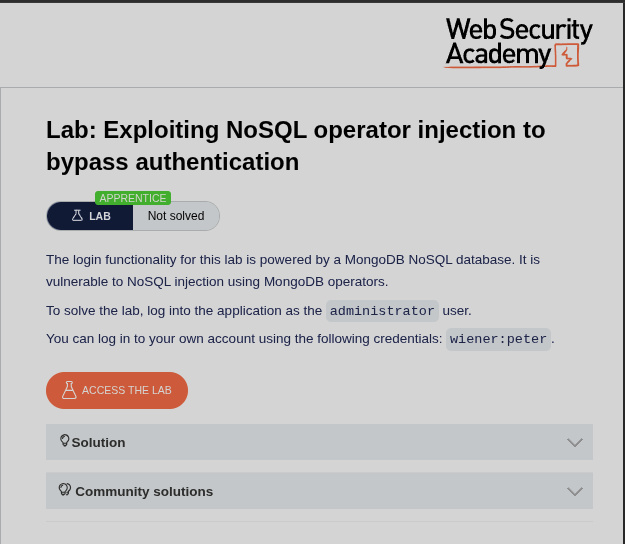 Web Security
Academy
Lab: Exploiting NoSQL operator injection to
bypass authentication
APPRENTICE
LAB
Not solved
The login functionality for this lab is powered by a MongoDB NoSQL database. It is
vulnerable to NoSQL injection using MongoDB operators.
To solve the lab, log into the application as the administrator user.
You can log in to your own account using the following credentials: wiener:peter.
ACCESS THE LAB
Solution
Community solutions